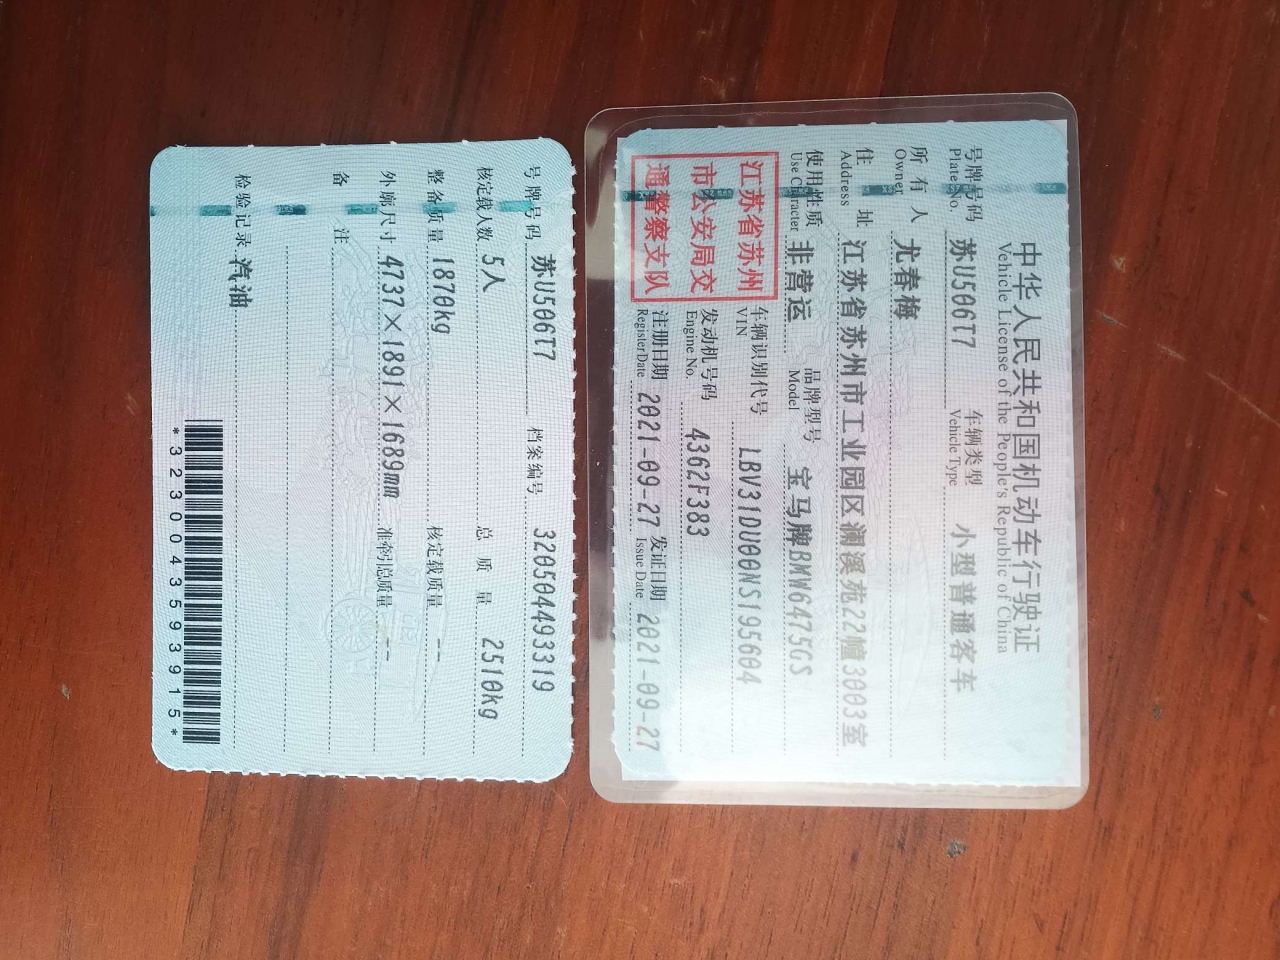 中华人民共和国机动车行驶证
Vehicle License of the People's Republic of China
号牌号码 苏U506T7 车辆类型 小型普通客车
Plate No. Vehicle Type
所有人 尤春梅
Owner
住址 江苏省苏州市工业园区澜溪苑22幢3003室
Address
使用性质 非营运 品牌型号 宝马牌BMW6475GS
Use Character Model
江苏省苏州
市公安局交
通警察支队
车辆识别代号 LBV31DU00NS195604
VIN
发动机号码 4362F383
Engine No.
注册日期 2021-09-27 发证日期 2021-09-27
Register Date Issue Date
号牌号码 苏U506T7 档案编号 320504493319
核定载人数 5人 总质量 2510kg
整备质量 1870kg 核定载质量 --
外廓尺寸 4737×1891×1689mm 准牵引总质量 --
备注
检验记录 汽油
*3230043593915*